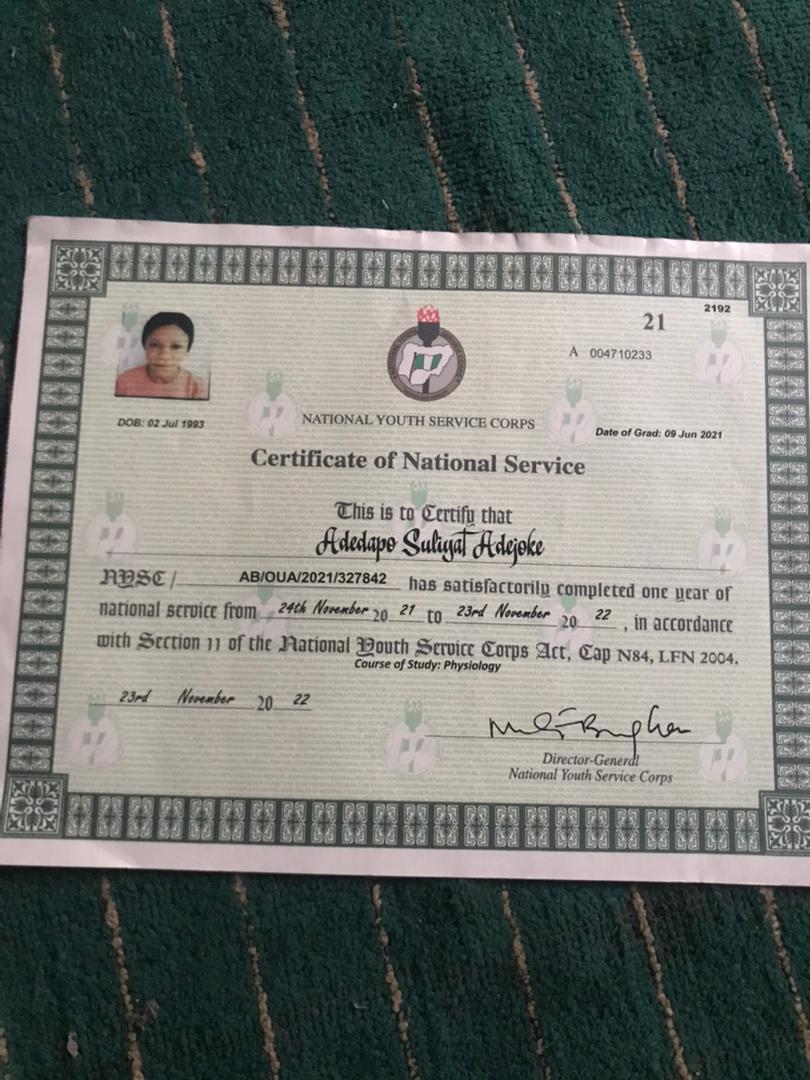 21
2192
A 004710233
DOB: 02 Jul 1993
NATIONAL YOUTH SERVICE CORPS
Date of Grad: 09 Jun 2021
Certificate of National Service
This is to Certify that
Adedapo Suliyat Adejoke
NYSC / AB/OUA/2021/327842 has satisfactorily completed one year of
national service from 24th November 20 21 to 23rd November 20 22 , in accordance
with Section 11 of the National Youth Service Corps Act, Cap N84, LFN 2004.
Course of Study: Physiology
23rd November 20 22
Director-General
National Youth Service Corps